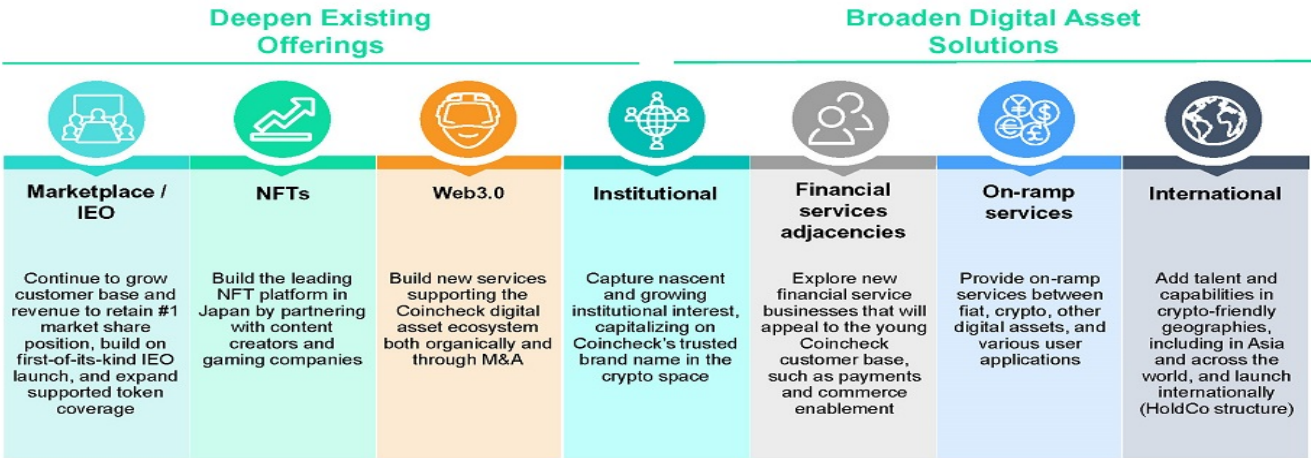 Deepen Existing
Offerings
Broaden Digital Asset
Solutions
Marketplace /
IEO
Continue to grow
customer base and
revenue to retain #1
market share
position, build on
first-of-its-kind IEO
launch, and expand
supported token
coverage
NFTs
Build the leading
NFT platform in
Japan by partnering
with content
creators and
gaming companies
Web3.0
Build new services
supporting the
Coincheck digital
asset ecosystem
both organically and
through M&A
Institutional
Capture nascent
and growing
institutional interest,
capitalizing on
Coincheck's trusted
brand name in the
crypto space
Financial
services
adjacencies
Explore new
financial service
businesses that will
appeal to the young
Coincheck
customer base,
such as payments
and commerce
enablement
¥
$
€
£
On-ramp
services
Provide on-ramp
services between
fiat, crypto, other
digital assets, and
various user
applications
International
Add talent and
capabilities in
crypto-friendly
geographies,
including in Asia
and across the
world, and launch
internationally
(HoldCo structure)